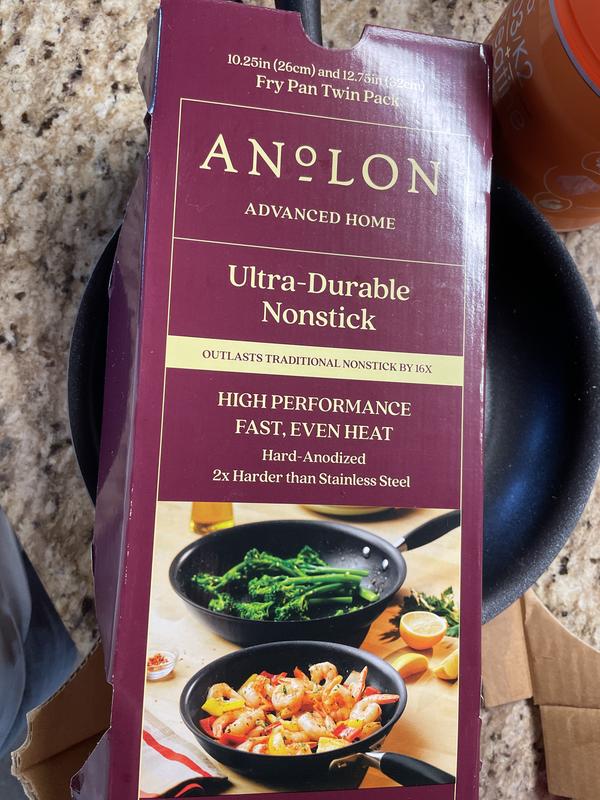 10.25in (26cm) and 12.75in (32cm)
Fry Pan Twin Pack
ANOLON
ADVANCED HOME
Ultra-Durable
Nonstick
OUTLASTS TRADITIONAL NONSTICK BY 16X
HIGH PERFORMANCE
FAST, EVEN HEAT
Hard-Anodized
2x Harder than Stainless Steel